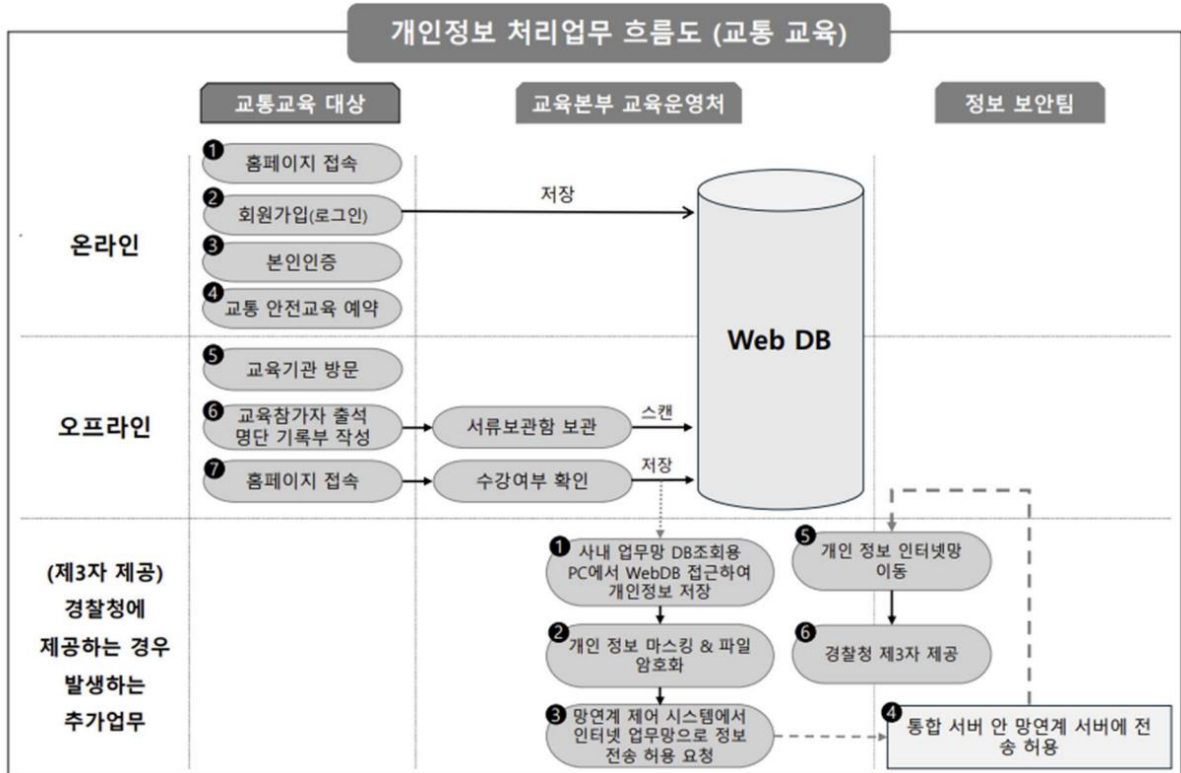 개인정보 처리업무 흐름도 (교통 교육)
교통교육 대상
교육본부 교육운영처
정보 보안팀
온라인
1
홈페이지 접속
2
회원가입(로그인)
저장
3
본인인증
4
교통 안전교육 예약
Web DB
오프라인
5
교육기관 방문
6
교육참가자 출석
명단 기록부 작성
서류보관함 보관
스캔
7
홈페이지 접속
수강여부 확인
저장
(제3자 제공)
경찰청에
제공하는 경우
발생하는
추가업무
1
사내 업무망 DB조회용
PC에서 WebDB 접근하여
개인정보 저장
2
개인 정보 마스킹 & 파일
암호화
3
망연계 제어 시스템에서
인터넷 업무망으로 정보
전송 허용 요청
4
통합 서버 안 망연계 서버에 전
송 허용
5
개인 정보 인터넷망
이동
6
경찰청 제3자 제공